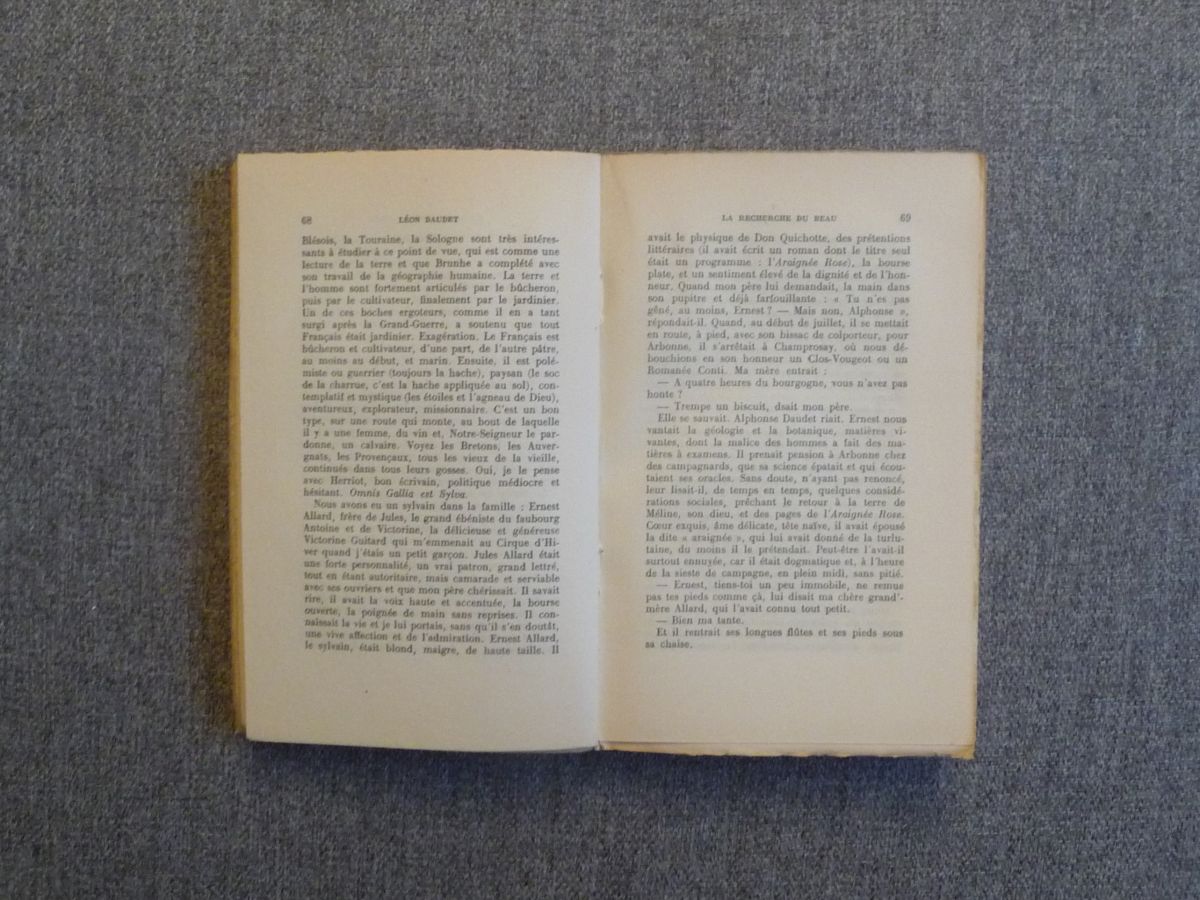 68
LÉON DAUDET
Blésois, la Touraine, la Sologne sont très intéres-
sants à étudier à ce point de vue, qui est comme une
lecture de la terre et que Brunhe a complété avec
son travail de la géographie humaine. La terre et
l'homme sont fortement articulés par le bûcheron,
puis par le cultivateur, finalement par le jardinier.
Un de ces boches ergoteurs, comme il en a tant
surgi après la Grand-Guerre, a soutenu que tout
Français était jardinier. Exagération. Le Français est
bûcheron et cultivateur, d'une part, de l'autre pâtre,
au moins au début, et marin. Ensuite, il est polé-
miste ou guerrier (toujours la hache), paysan (le soc
de la charrue, c'est la hache appliquée au sol), con-
templatif et mystique (les étoiles et l'agneau de Dieu),
aventureux, explorateur, missionnaire. C'est un bon
type, sur une route qui monte, au bout de laquelle
il y a une femme, du vin et, Notre-Seigneur le par-
donne, un calvaire. Voyez les Bretons, les Auver-
gnats, les Provençaux, tous les vieux de la vieille,
continués dans tous leurs gosses. Oui, je le pense
avec Herriot, bon écrivain, politique médiocre et
hésitant. Omnis Gallia est Sylva.
Nous avons eu un sylvain dans la famille : Ernest
Allard, frère de Jules, le grand ébéniste du faubourg
Antoine et de Victorine, la délicieuse et généreuse
Victorine Guitard qui m'emmenait au Cirque d'Hi-
ver quand j'étais un petit garçon. Jules Allard était
une forte personnalité, un vrai patron, grand lettré,
tout en étant autoritaire, mais camarade et serviable
avec ses ouvriers et que mon père chérissait. Il savait
rire, il avait la voix haute et accentuée, la bourse
ouverte, la poignée de main sans reprises. Il con-
naissait la vie et je lui portais, sans qu'il s'en doutât,
une vive affection et de l'admiration. Ernest Allard,
le sylvain, était blond, maigre, de haute taille. Il
LA RECHERCHE DU BEAU
69
avait le physique de Don Quichotte, des prétentions
littéraires (il avait écrit un roman dont le titre seul
était un programme : l'Araignée Rose), la bourse
plate, et un sentiment élevé de la dignité et de l'hon-
neur. Quand mon père lui demandait, la main dans
son pupitre et déjà farfouillante : « Tu n'es pas
gêné, au moins, Ernest ? — Mais non, Alphonse »,
répondait-il. Quand, au début de juillet, il se mettait
en route, à pied, avec son bissac de colporteur, pour
Arbonne, il s'arrêtait à Champrosay, où nous dé-
bouchions en son honneur un Clos-Vougeot ou un
Romanée Conti. Ma mère entrait :
— A quatre heures du bourgogne, vous n'avez pas
honte ?
— Trempe un biscuit, dsait mon père.
Elle se sauvait. Alphonse Daudet riait. Ernest nous
vantait la géologie et la botanique, matières vi-
vantes, dont la malice des hommes a fait des ma-
tières à examens. Il prenait pension à Arbonne chez
des campagnards, que sa science épatait et qui écou-
taient ses oracles. Sans doute, n'ayant pas renoncé,
leur lisait-il, de temps en temps, quelques considé-
rations sociales, prêchant le retour à la terre de
Méline, son dieu, et des pages de l'Araignée Rose.
Cœur exquis, âme délicate, tête naïve, il avait épousé
la dite « araignée », qui lui avait donné de la turlu-
taine, du moins il le prétendait. Peut-être l'avait-il
surtout ennuyée, car il était dogmatique et, à l'heure
de la sieste de campagne, en plein midi, sans pitié.
— Ernest, tiens-toi un peu immobile, ne remue
pas tes pieds comme çà, lui disait ma chère grand'-
mère Allard, qui l'avait connu tout petit.
— Bien ma tante.
Et il rentrait ses longues flûtes et ses pieds sous
sa chaise.